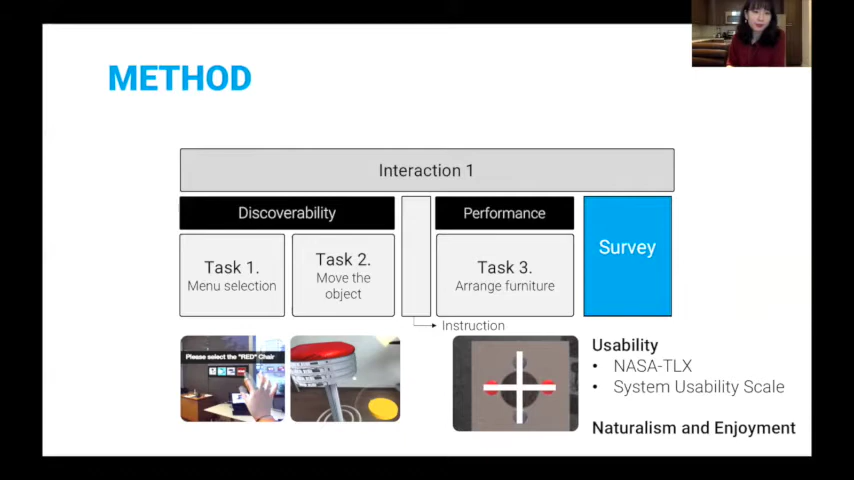 METHOD
Interaction 1
Discoverability
Performance
Survey
Task 1.
Menu selection
Task 2.
Move the
object
Task 3.
Arrange furniture
Instruction
Please select the "RED" Chair
Usability
• NASA-TLX
• System Usability Scale
Naturalism and Enjoyment